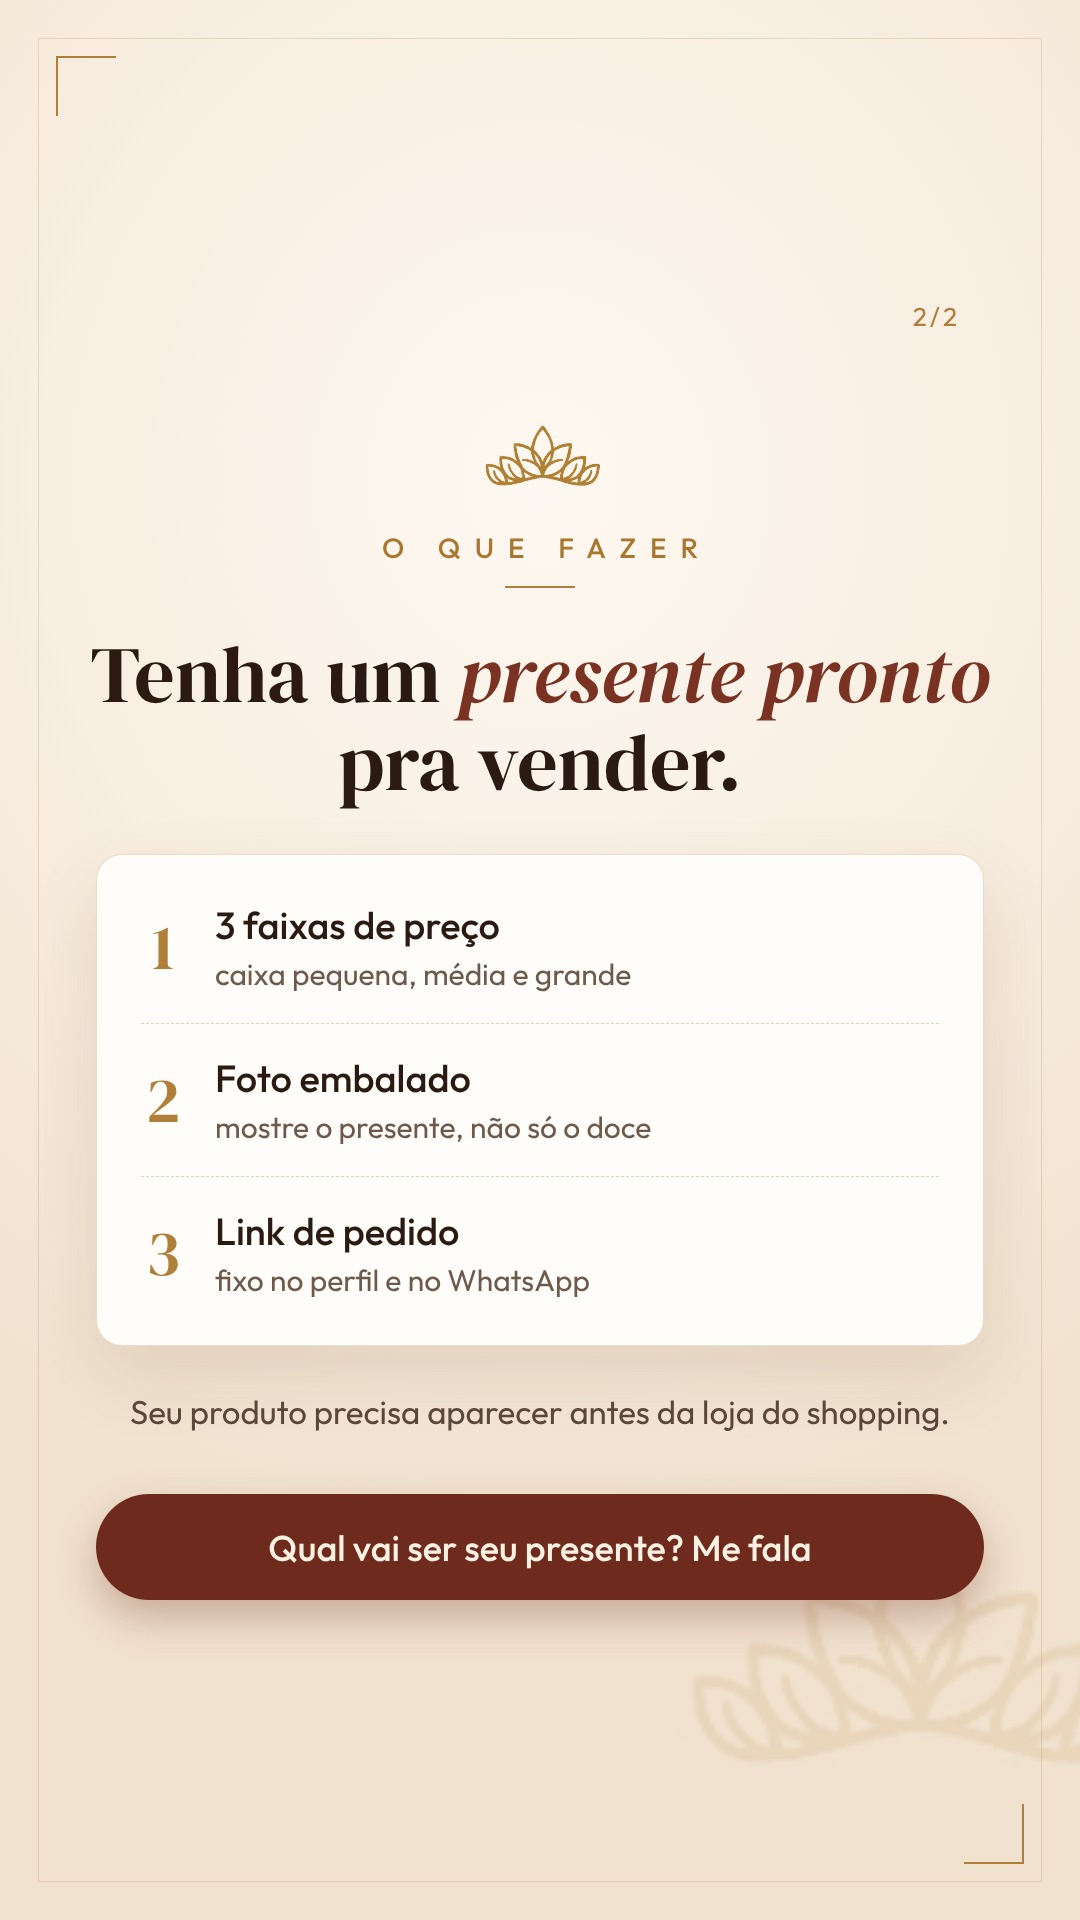 2/2
O QUE FAZER
Tenha um presente pronto
pra vender.
1
3 faixas de preço
caixa pequena, média e grande
2
Foto embalado
mostre o presente, não só o doce
3
Link de pedido
fixo no perfil e no WhatsApp
Seu produto precisa aparecer antes da loja do shopping.
Qual vai ser seu presente? Me fala